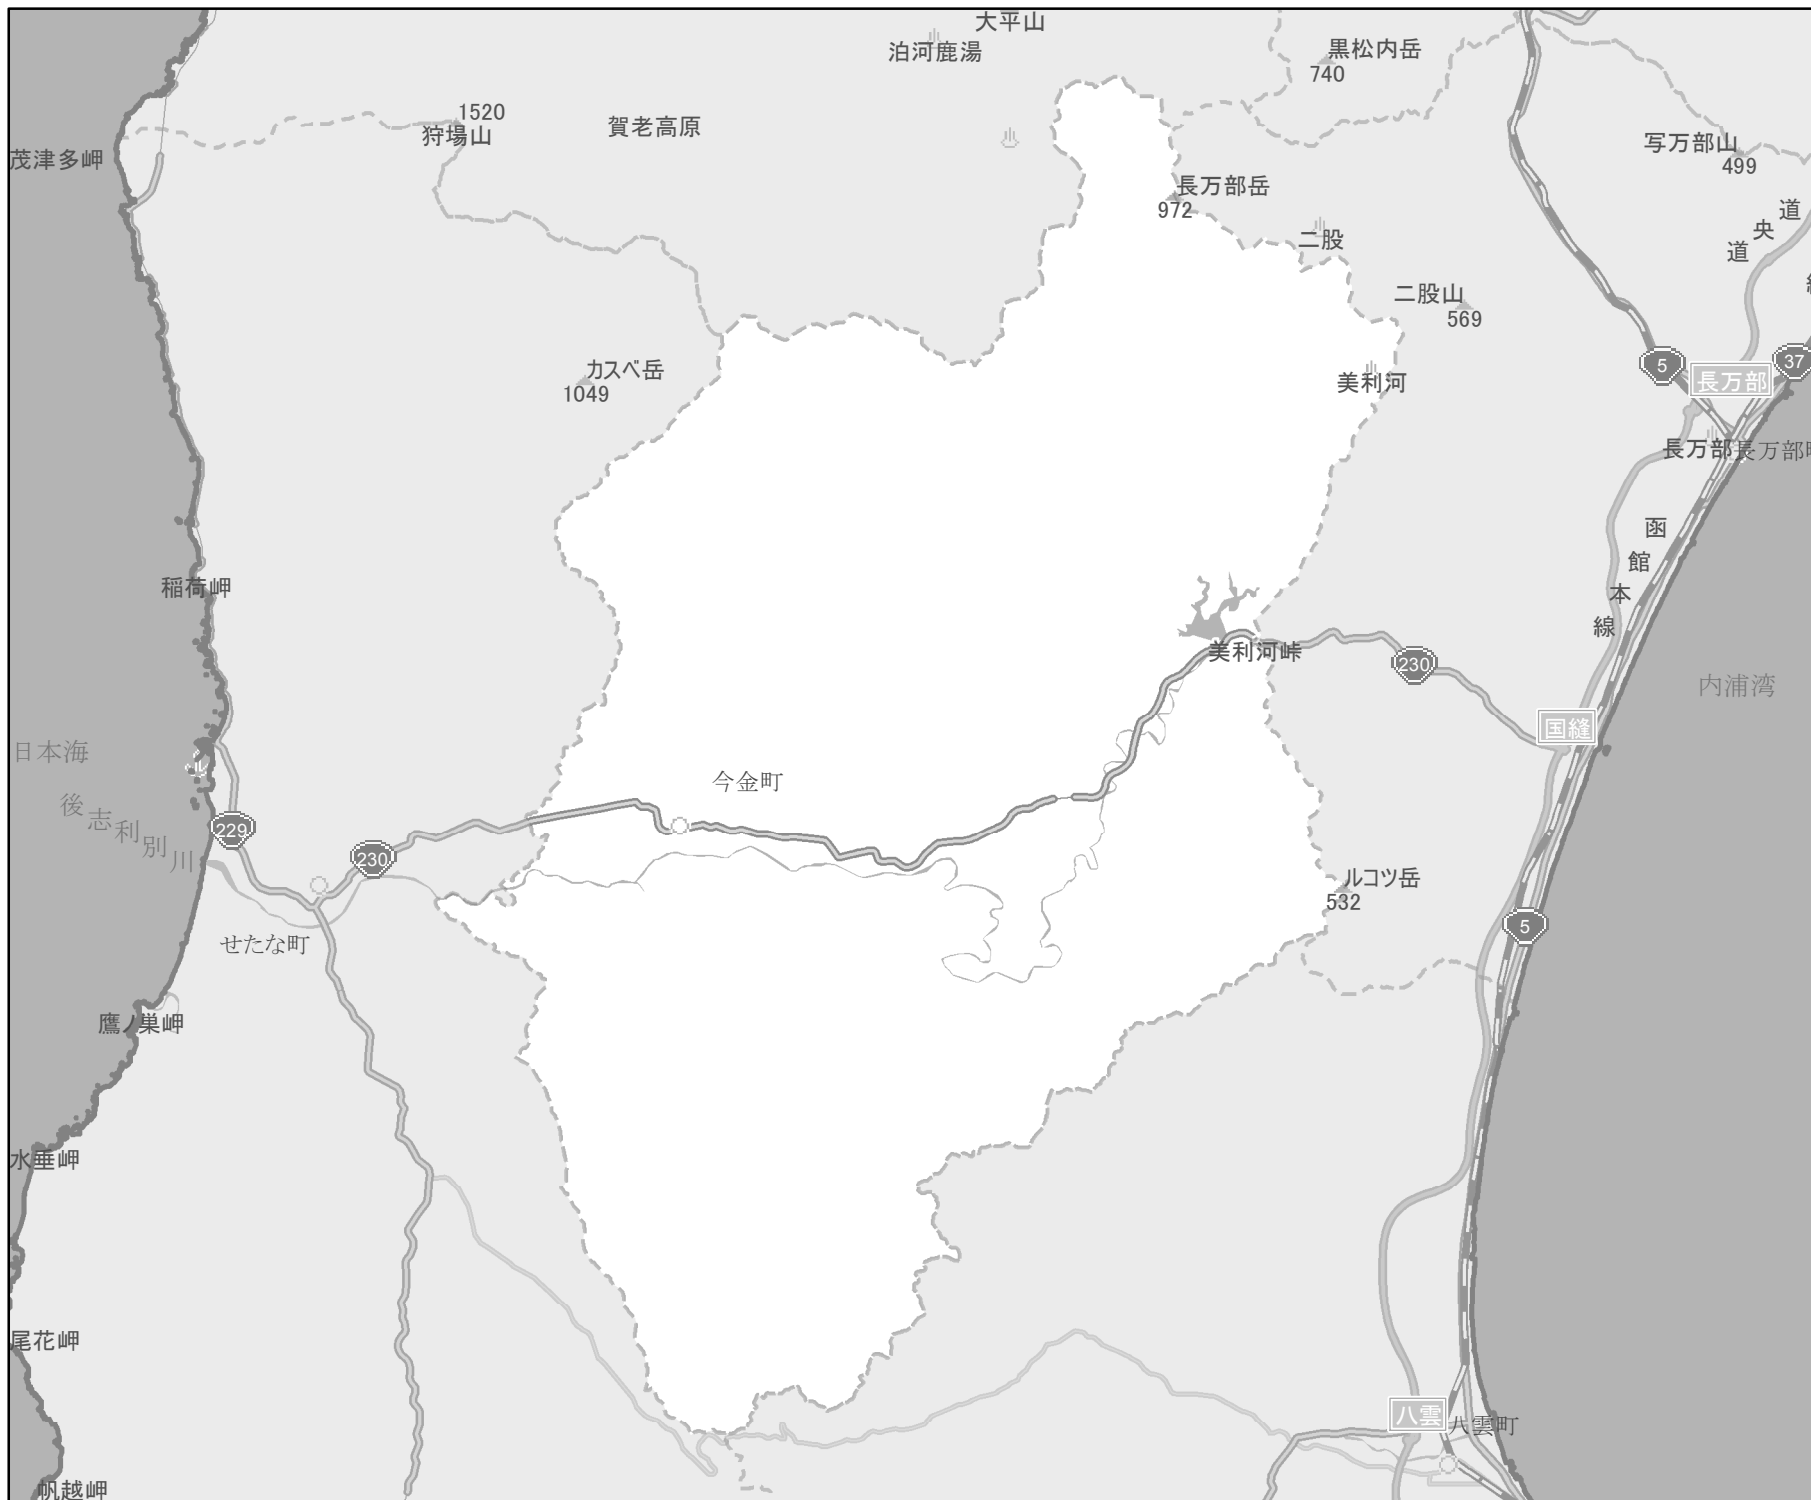 大平山
泊河鹿湯
黒松内岳
740
1520
狩場山
賀老高原
茂津多岬
写万部山
499
長万部岳
972
道央道
二股
二股山
569
カスベ岳
1049
美利河
5
長万部
37
長万部
長万部
函館本線
稲荷岬
美利河峠
230
内浦湾
国縫
日本海
今金町
後志利別川
229
230
ルコツ岳
532
5
せたな町
鷹ノ巣岬
水垂岬
尾花岬
八雲
八雲町
帆越岬